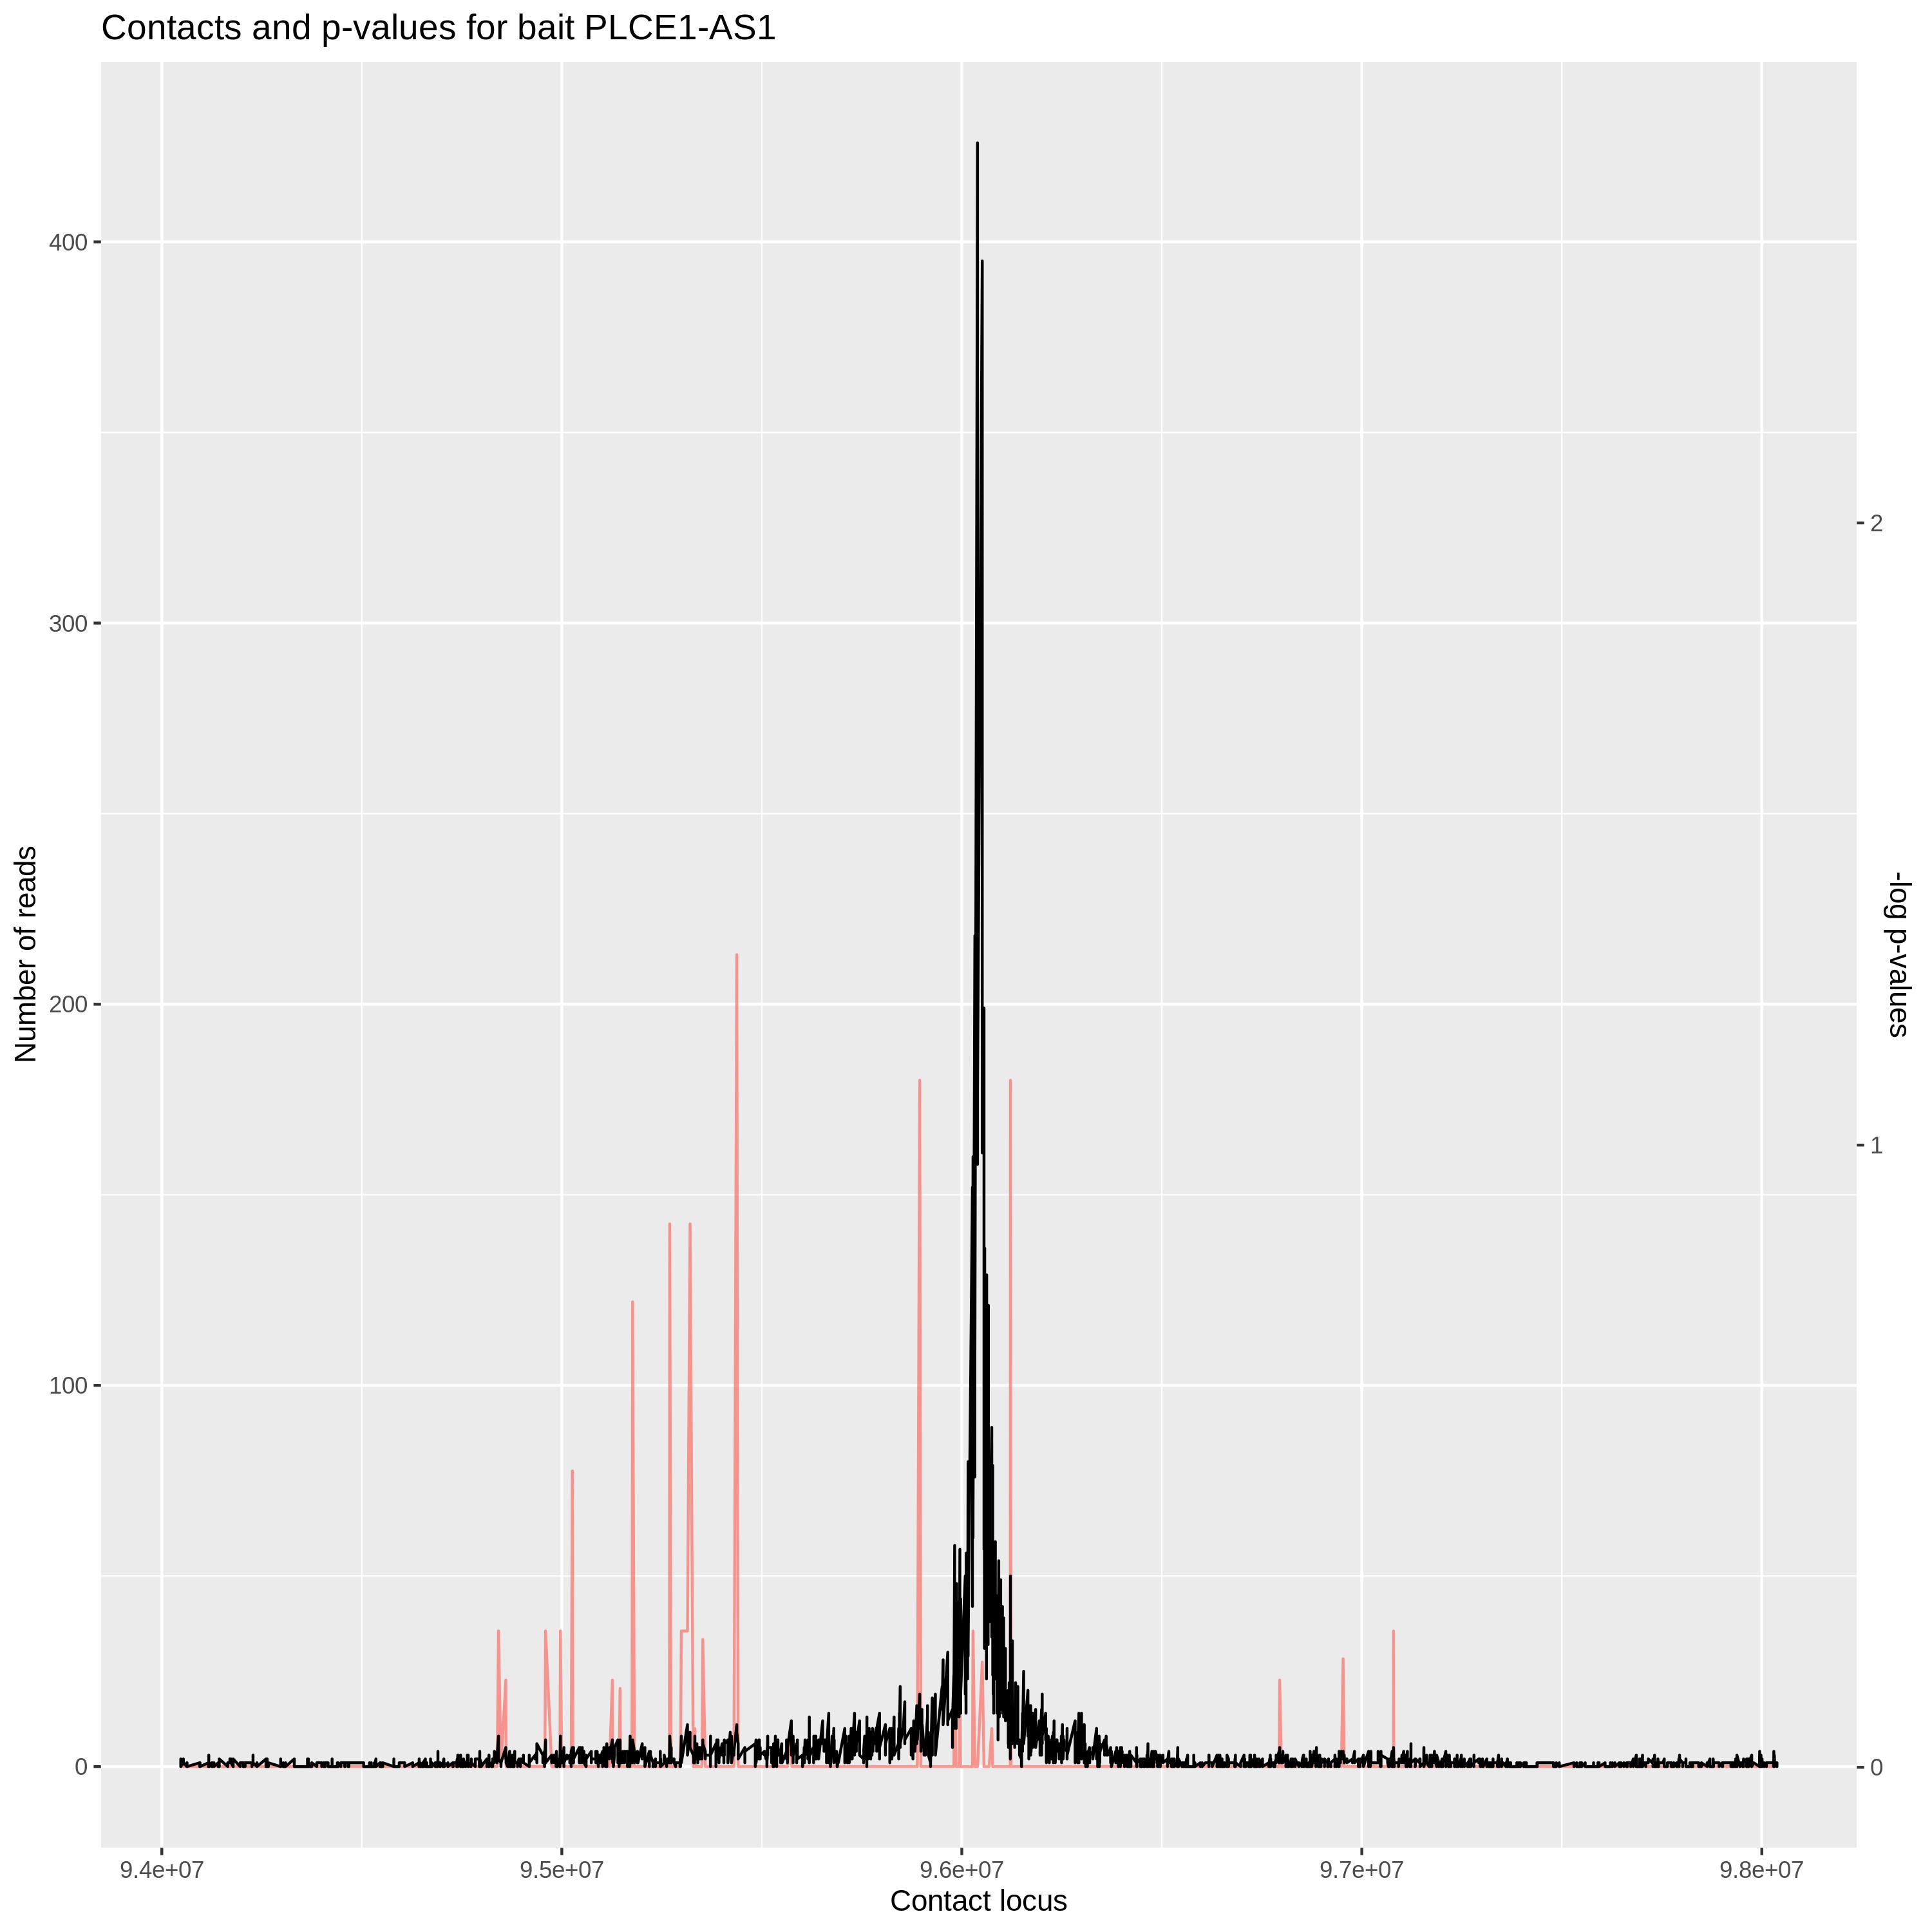 Contacts and p-values for bait PLCE1-AS1
400
300
200
100
0
Number of reads
2
1
0
-log p-values
9.4e+07
9.5e+07
9.6e+07
9.7e+07
9.8e+07
Contact locus